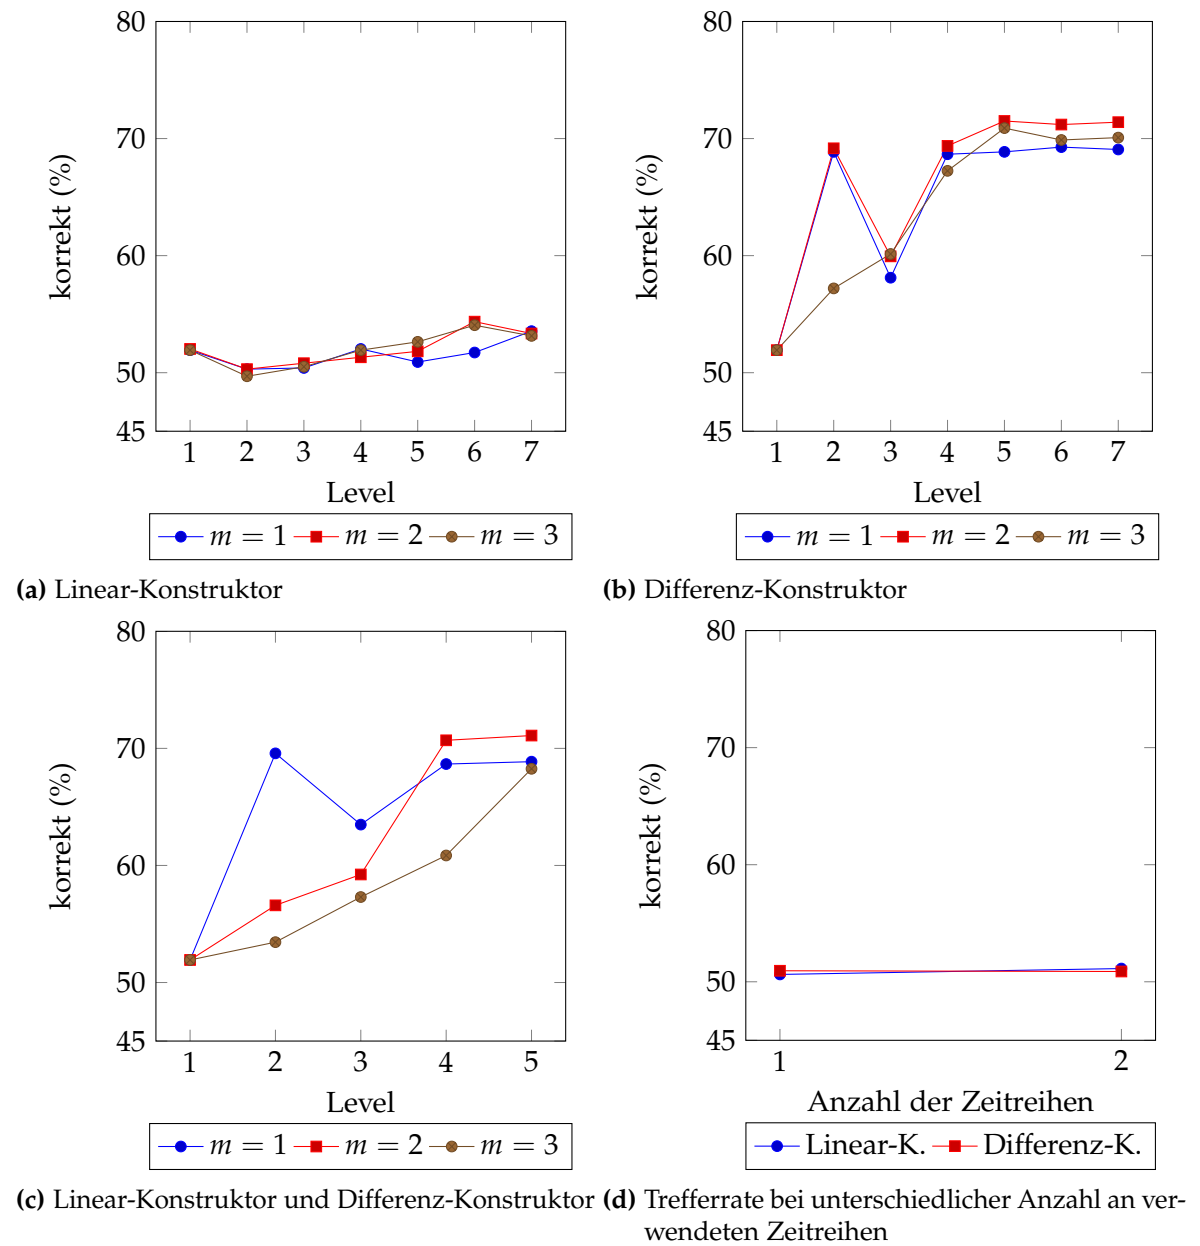 80
70
60
50
45
korrekt (%)
1 2 3 4 5 6 7
Level
m = 1 m = 2 m = 3
(a) Linear-Konstruktor
80
70
60
50
45
korrekt (%)
1 2 3 4 5 6 7
Level
m = 1 m = 2 m = 3
(b) Differenz-Konstruktor
80
70
60
50
45
korrekt (%)
1 2 3 4 5
Level
m = 1 m = 2 m = 3
(c) Linear-Konstruktor und Differenz-Konstruktor
80
70
60
50
45
korrekt (%)
1 2
Anzahl der Zeitreihen
Linear-K. Differenz-K.
(d) Trefferrate bei unterschiedlicher Anzahl an ver-
wendeten Zeitreihen